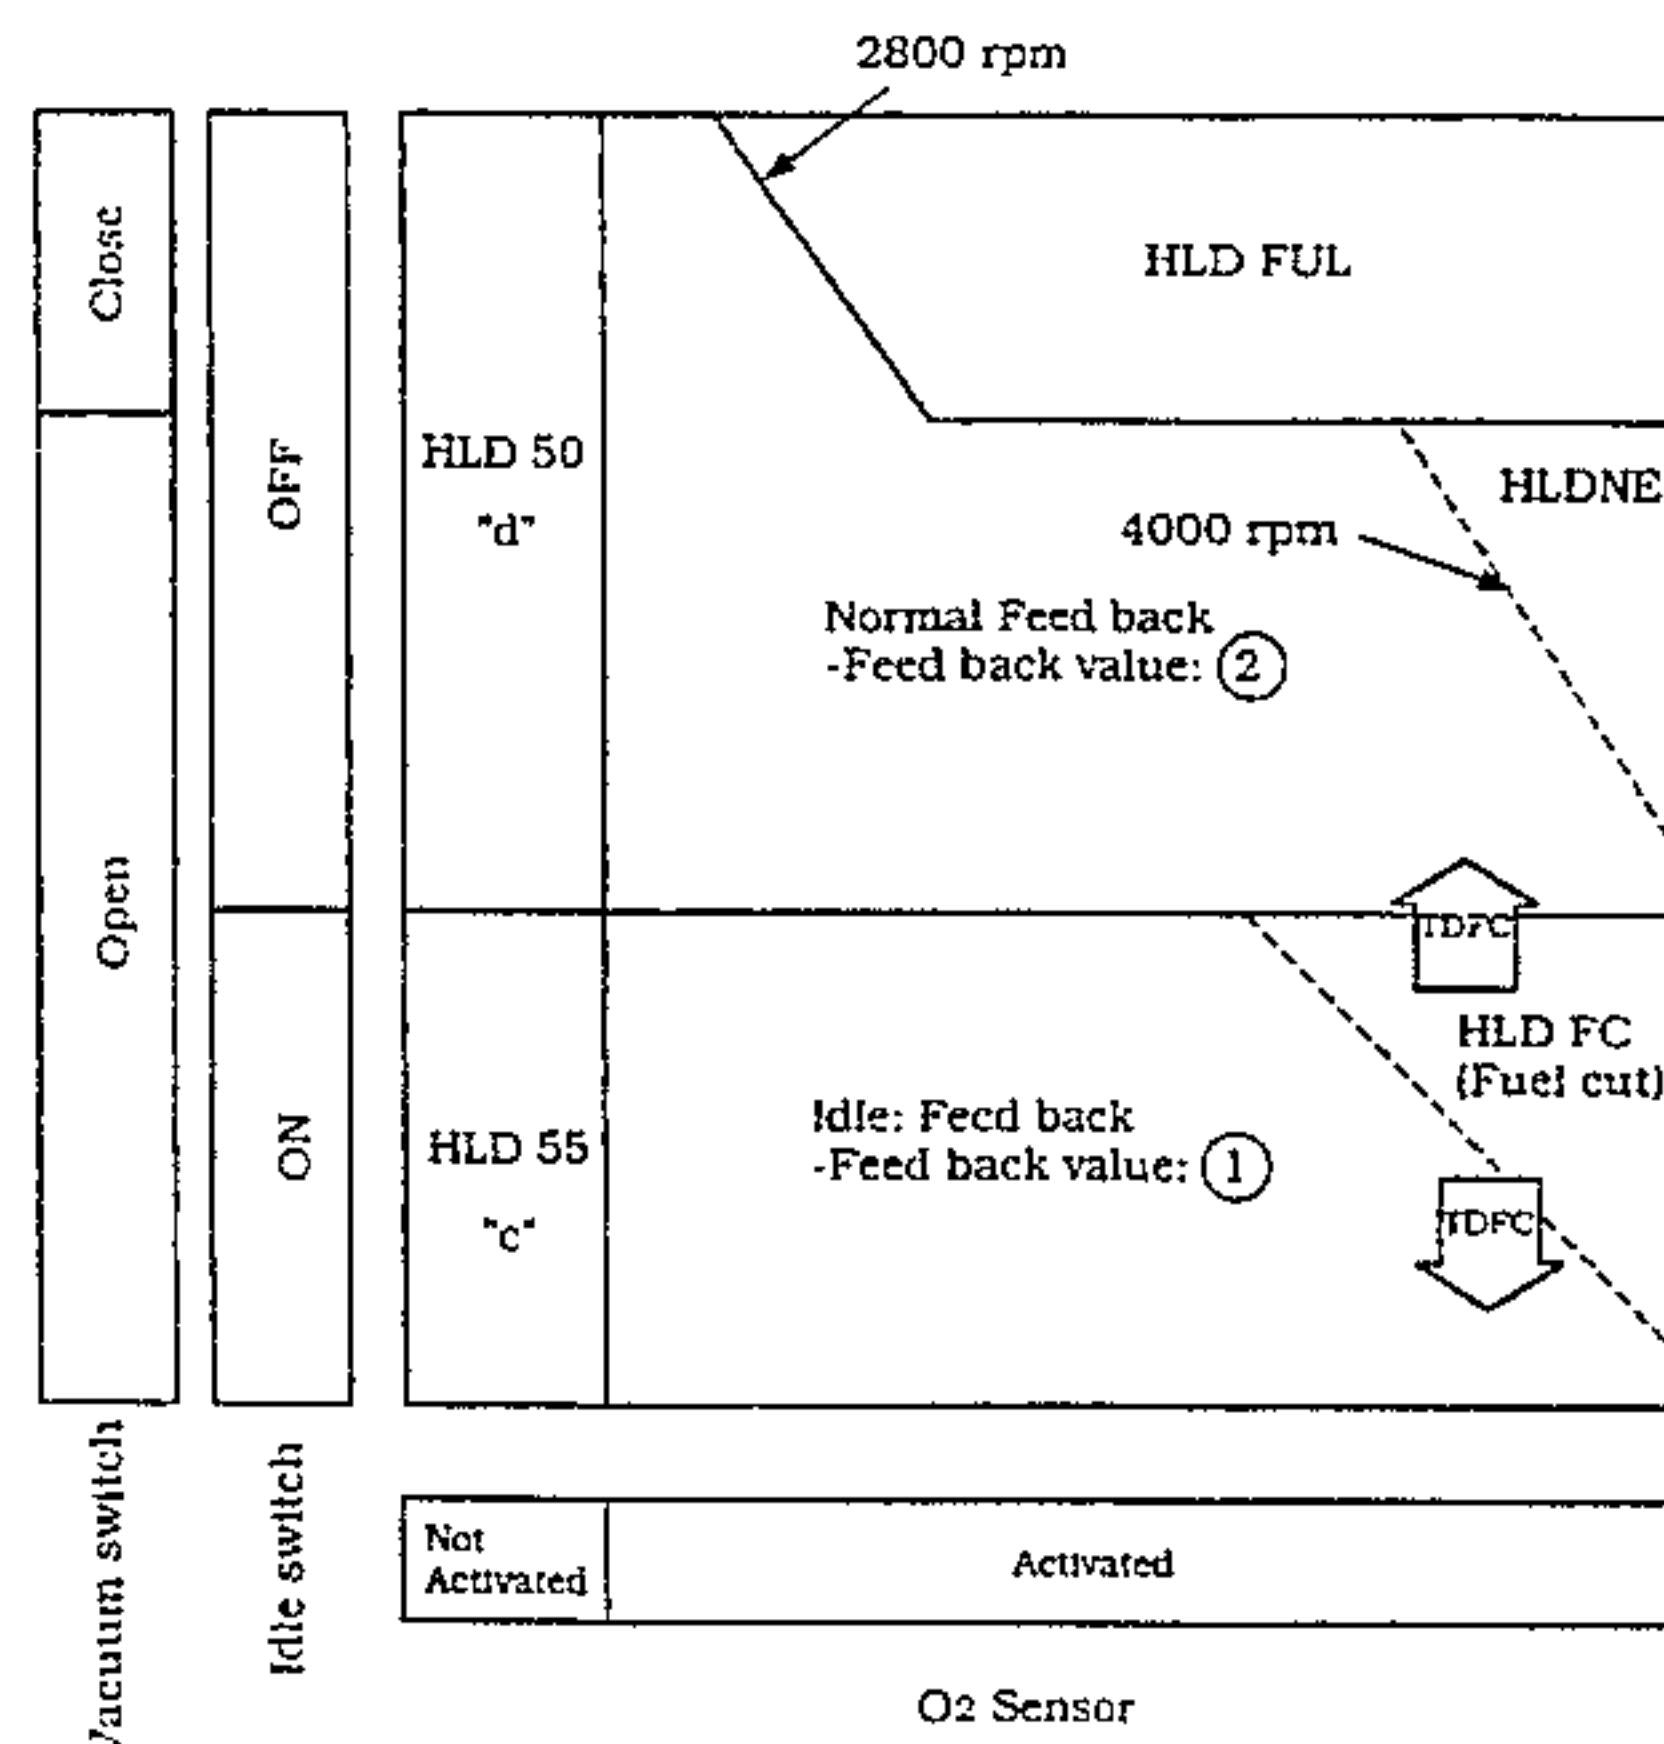 2800 rpm
Close
HLD FUL
OFF
HLD 50
"d"
HLDNE
4000 rpm
Normal Feed back
-Feed back value: 2
Open
TDFC
HLD FC
(Fuel cut)
ON
HLD 55
"c"
Idle: Feed back
-Feed back value: 1
TDFC
Vacuum switch
Idle switch
Not
Activated
Activated
O2 Sensor